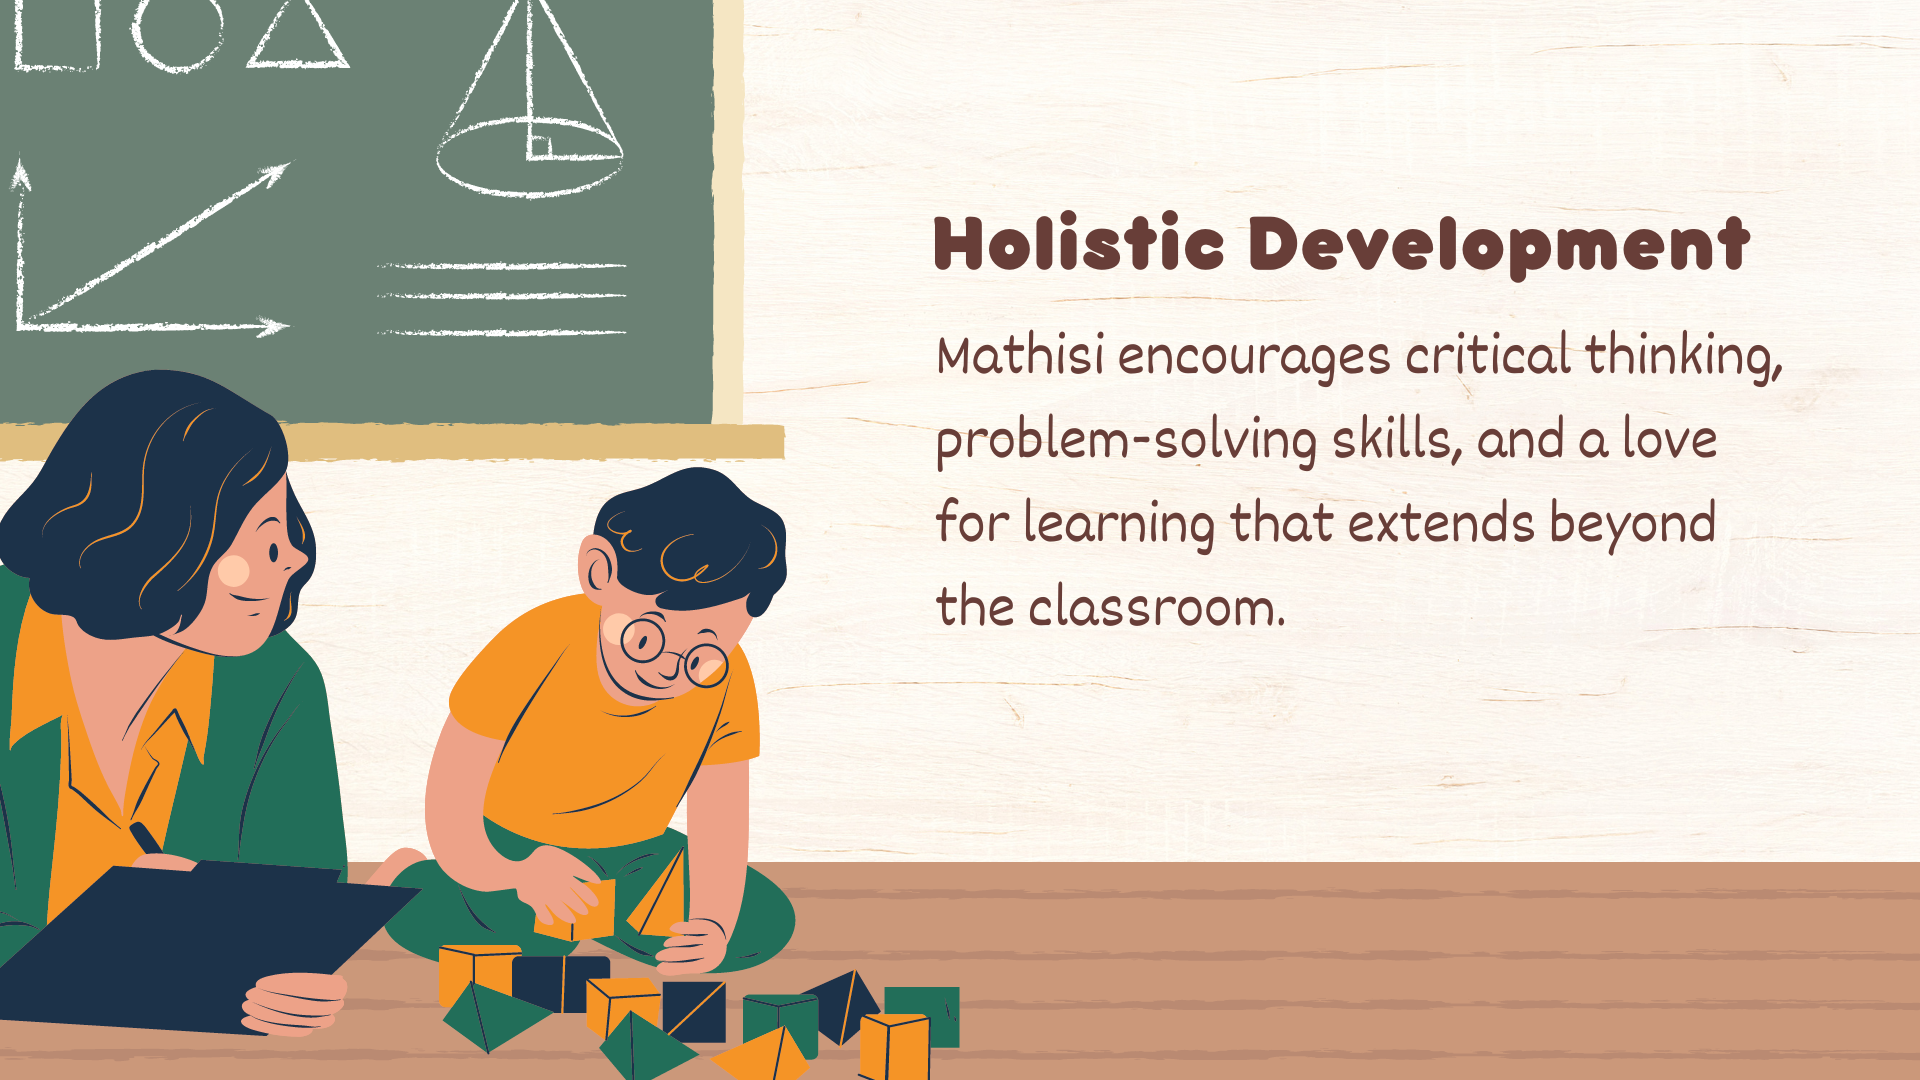 Holistic Development
Mathisi encourages critical thinking,
problem-solving skills, and a love
for learning that extends beyond
the classroom.